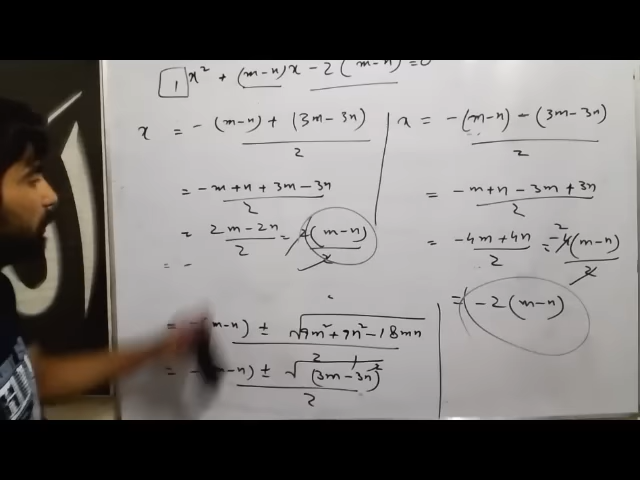 1 x² + (m-n)x - 2 (m-n) = 0
x = -(m-n) + (3m-3n) / 2
= -m+n+3m-3n / 2
= 2m-2n / 2 = 2(m-n) / 2
= -
x = -(m-n) - (3m-3n) / 2
= -m+n-3m+3n / 2
= -4m+4n / 2 = -4(m-n) / 2
-2
= -2(m-n)
= -(m-n) ± √9m²+9n²-18mn / 2
= -(m-n) ± √(3m-3n)² / 2